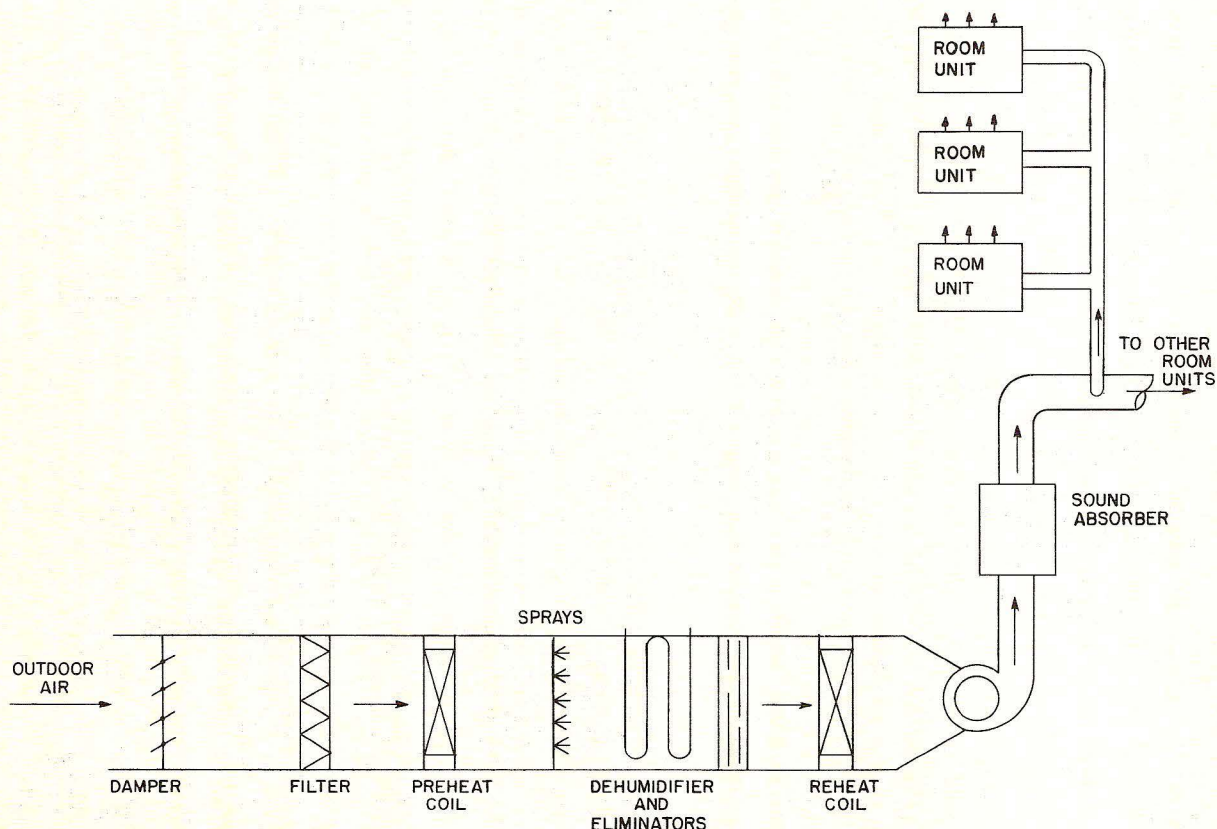 ROOM
UNIT
ROOM
UNIT
ROOM
UNIT
TO OTHER
ROOM
UNITS
SOUND
ABSORBER
SPRAYS
OUTDOOR
AIR
DAMPER
FILTER
PREHEAT
COIL
DEHUMIDIFIER
AND
ELIMINATORS
REHEAT
COIL